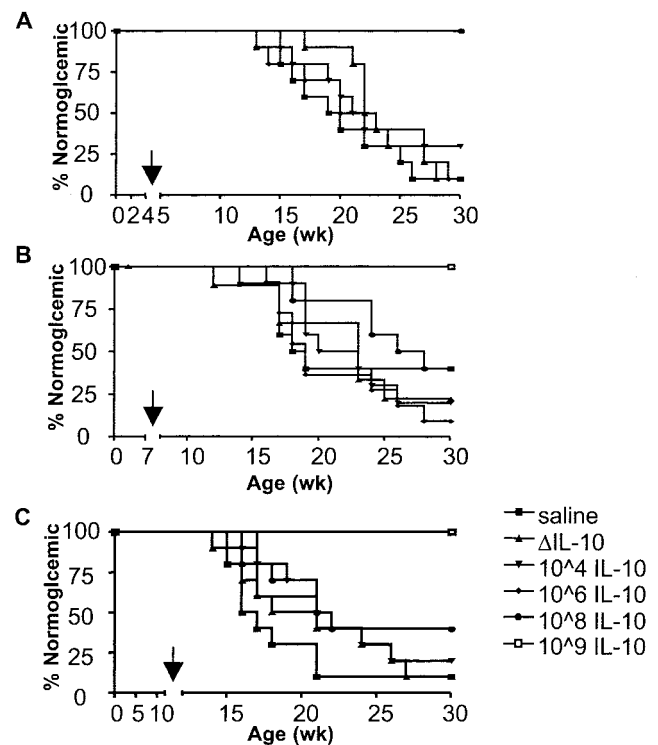 A
% Normoglcemic
100
75
50
25
0
0 2 4 5 10 15 20 25 30
Age (wk)
B
% Normoglcemic
100
75
50
25
0
0 7 10 15 20 25 30
Age (wk)
C
% Normoglcemic
100
75
50
25
0
0 5 10 15 20 25 30
Age (wk)
saline
ΔIL-10
10^4 IL-10
10^6 IL-10
10^8 IL-10
10^9 IL-10